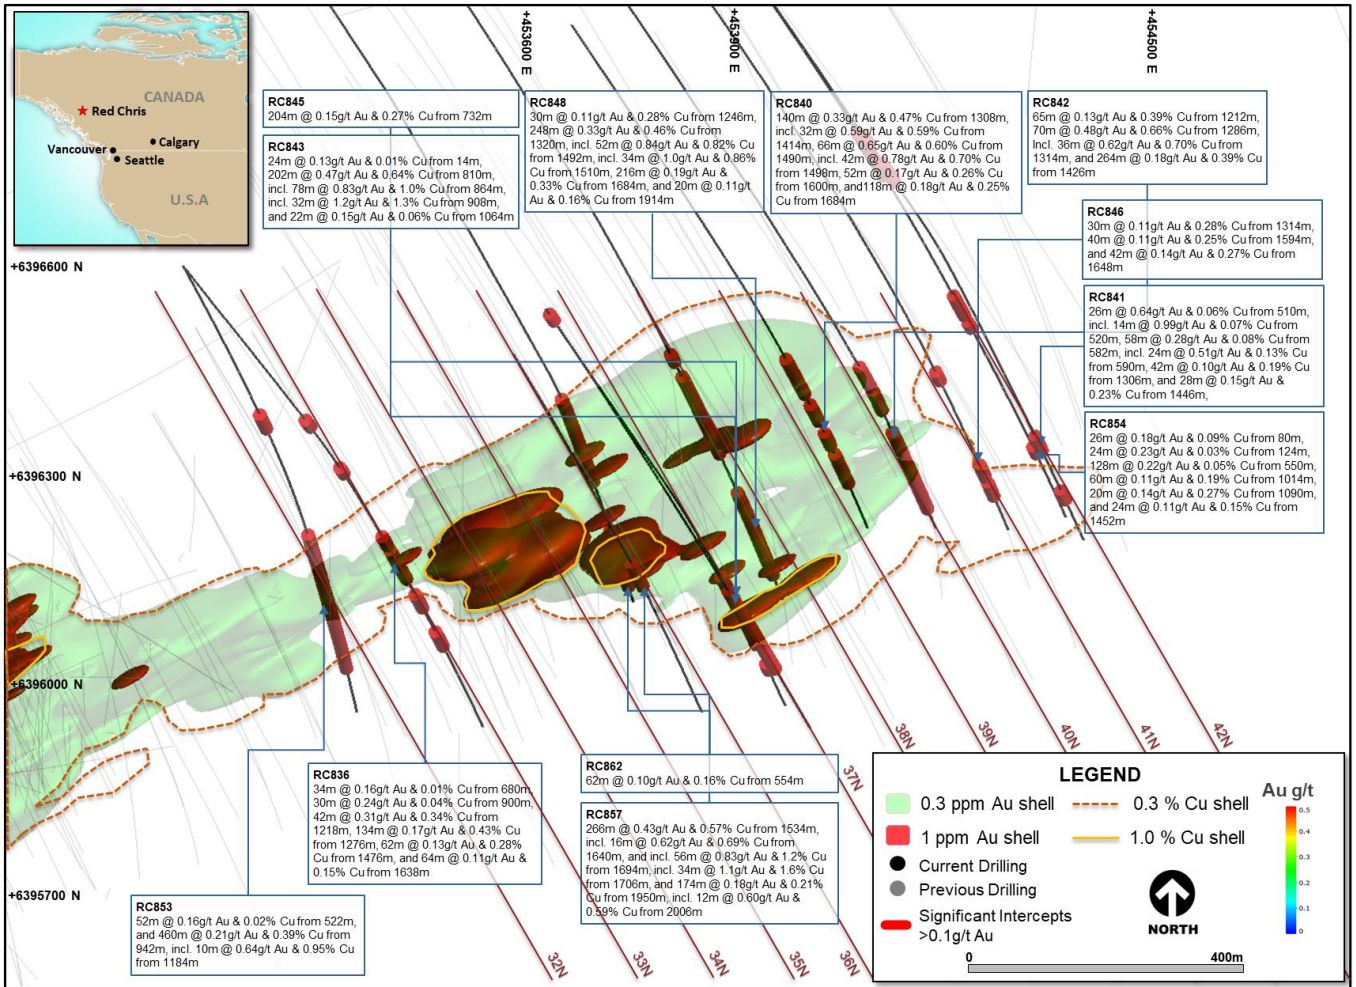 CANADA
Red Chris
Calgary
Vancouver
Seattle
U.S.A
+453600 E
+453900 E
+454500 E
+6396600 N
+6396300 N
+6396000 N
+6395700 N
RC845
204m @ 0.15g/t Au & 0.27% Cu from 732m
RC843
24m @ 0.13g/t Au & 0.01% Cu from 14m,
202m @ 0.47g/t Au & 0.64% Cu from 810m,
incl. 78m @ 0.83g/t Au & 1.0% Cu from 864m,
incl. 32m @ 1.2g/t Au & 1.3% Cu from 908m,
and 22m @ 0.15g/t Au & 0.06% Cu from 1064m
RC848
30m @ 0.11g/t Au & 0.28% Cu from 1246m,
248m @ 0.33g/t Au & 0.46% Cu from
1320m, incl. 52m @ 0.84g/t Au & 0.82% Cu
from 1492m, incl. 34m @ 1.0g/t Au & 0.86%
Cu from 1510m, 216m @ 0.19g/t Au &
0.33% Cu from 1684m, and 20m @ 0.11g/t
Au & 0.16% Cu from 1914m
RC840
140m @ 0.33g/t Au & 0.47% Cu from 1308m,
incl. 32m @ 0.59g/t Au & 0.59% Cu from
1414m, 66m @ 0.65g/t Au & 0.60% Cu from
1490m, incl. 42m @ 0.78g/t Au & 0.70% Cu
from 1498m, 52m @ 0.17g/t Au & 0.26% Cu
from 1600m, and118m @ 0.18g/t Au & 0.25%
Cu from 1684m
RC842
65m @ 0.13g/t Au & 0.39% Cu from 1212m,
70m @ 0.48g/t Au & 0.66% Cu from 1286m,
Incl. 36m @ 0.62g/t Au & 0.70% Cu from
1314m, and 264m @ 0.18g/t Au & 0.39% Cu
from 1426m
RC846
30m @ 0.11g/t Au & 0.28% Cu from 1314m,
40m @ 0.11g/t Au & 0.25% Cu from 1594m,
and 42m @ 0.14g/t Au & 0.27% Cu from
1648m
RC841
26m @ 0.64g/t Au & 0.06% Cu from 510m,
incl. 14m @ 0.99g/t Au & 0.07% Cu from
520m, 58m @ 0.28g/t Au & 0.08% Cu from
582m, incl. 24m @ 0.51g/t Au & 0.13% Cu
from 590m, 42m @ 0.10g/t Au & 0.19% Cu
from 1306m, and 28m @ 0.15g/t Au &
0.23% Cu from 1446m,
RC854
26m @ 0.18g/t Au & 0.09% Cu from 80m,
24m @ 0.23g/t Au & 0.03% Cu from 124m,
128m @ 0.22g/t Au & 0.05% Cu from 550m,
60m @ 0.11g/t Au & 0.19% Cu from 1014m,
20m @ 0.14g/t Au & 0.27% Cu from 1090m,
and 24m @ 0.11g/t Au & 0.15% Cu from
1452m
RC836
34m @ 0.16g/t Au & 0.01% Cu from 680m,
30m @ 0.24g/t Au & 0.04% Cu from 900m,
42m @ 0.31g/t Au & 0.34% Cu from
1218m, 134m @ 0.17g/t Au & 0.43% Cu
from 1276m, 62m @ 0.13g/t Au & 0.28%
Cu from 1476m, and 64m @ 0.11g/t Au &
0.15% Cu from 1638m
RC853
52m @ 0.16g/t Au & 0.02% Cu from 522m,
and 460m @ 0.21g/t Au & 0.39% Cu from
942m, incl. 10m @ 0.64g/t Au & 0.95% Cu
from 1184m
RC862
62m @ 0.10g/t Au & 0.16% Cu from 554m
RC857
266m @ 0.43g/t Au & 0.57% Cu from 1534m,
incl. 16m @ 0.62g/t Au & 0.69% Cu from
1640m, and incl. 56m @ 0.83g/t Au & 1.2% Cu
from 1694m, incl. 34m @ 1.1g/t Au & 1.6% Cu
from 1706m, and 174m @ 0.18g/t Au & 0.21%
Cu from 1950m, incl. 12m @ 0.60g/t Au &
0.59% Cu from 2006m
32N
33N
34N
35N
36N
37N
38N
39N
40N
41N
42N
LEGEND
0.3 ppm Au shell
0.3 % Cu shell
1 ppm Au shell
1.0 % Cu shell
Current Drilling
Previous Drilling
Significant Intercepts
>0.1g/t Au
Au g/t
0.5
0.4
0.3
0.2
0.1
0
NORTH
0
400m